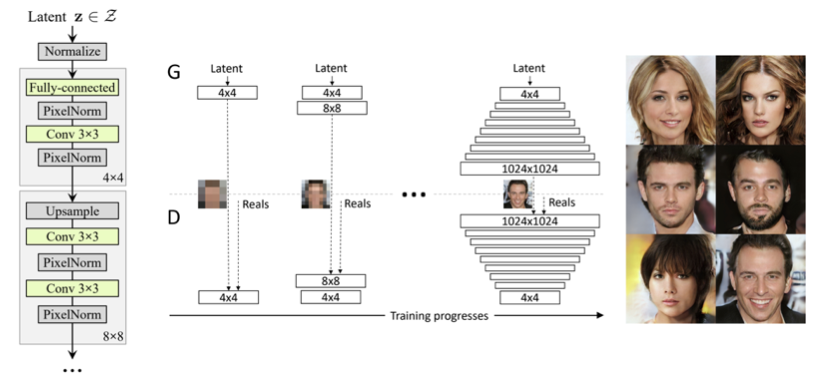 Latent z ∈ 𝒵
Normalize
Fully-connected
PixelNorm
Conv 3×3
PixelNorm
4×4
Upsample
Conv 3×3
PixelNorm
Conv 3×3
PixelNorm
8×8
...
G
Latent
4x4
Latent
4x4
8x8
Latent
4x4
1024x1024
Reals
Reals
...
Reals
D
1024x1024
4x4
8x8
4x4
4x4
Training progresses